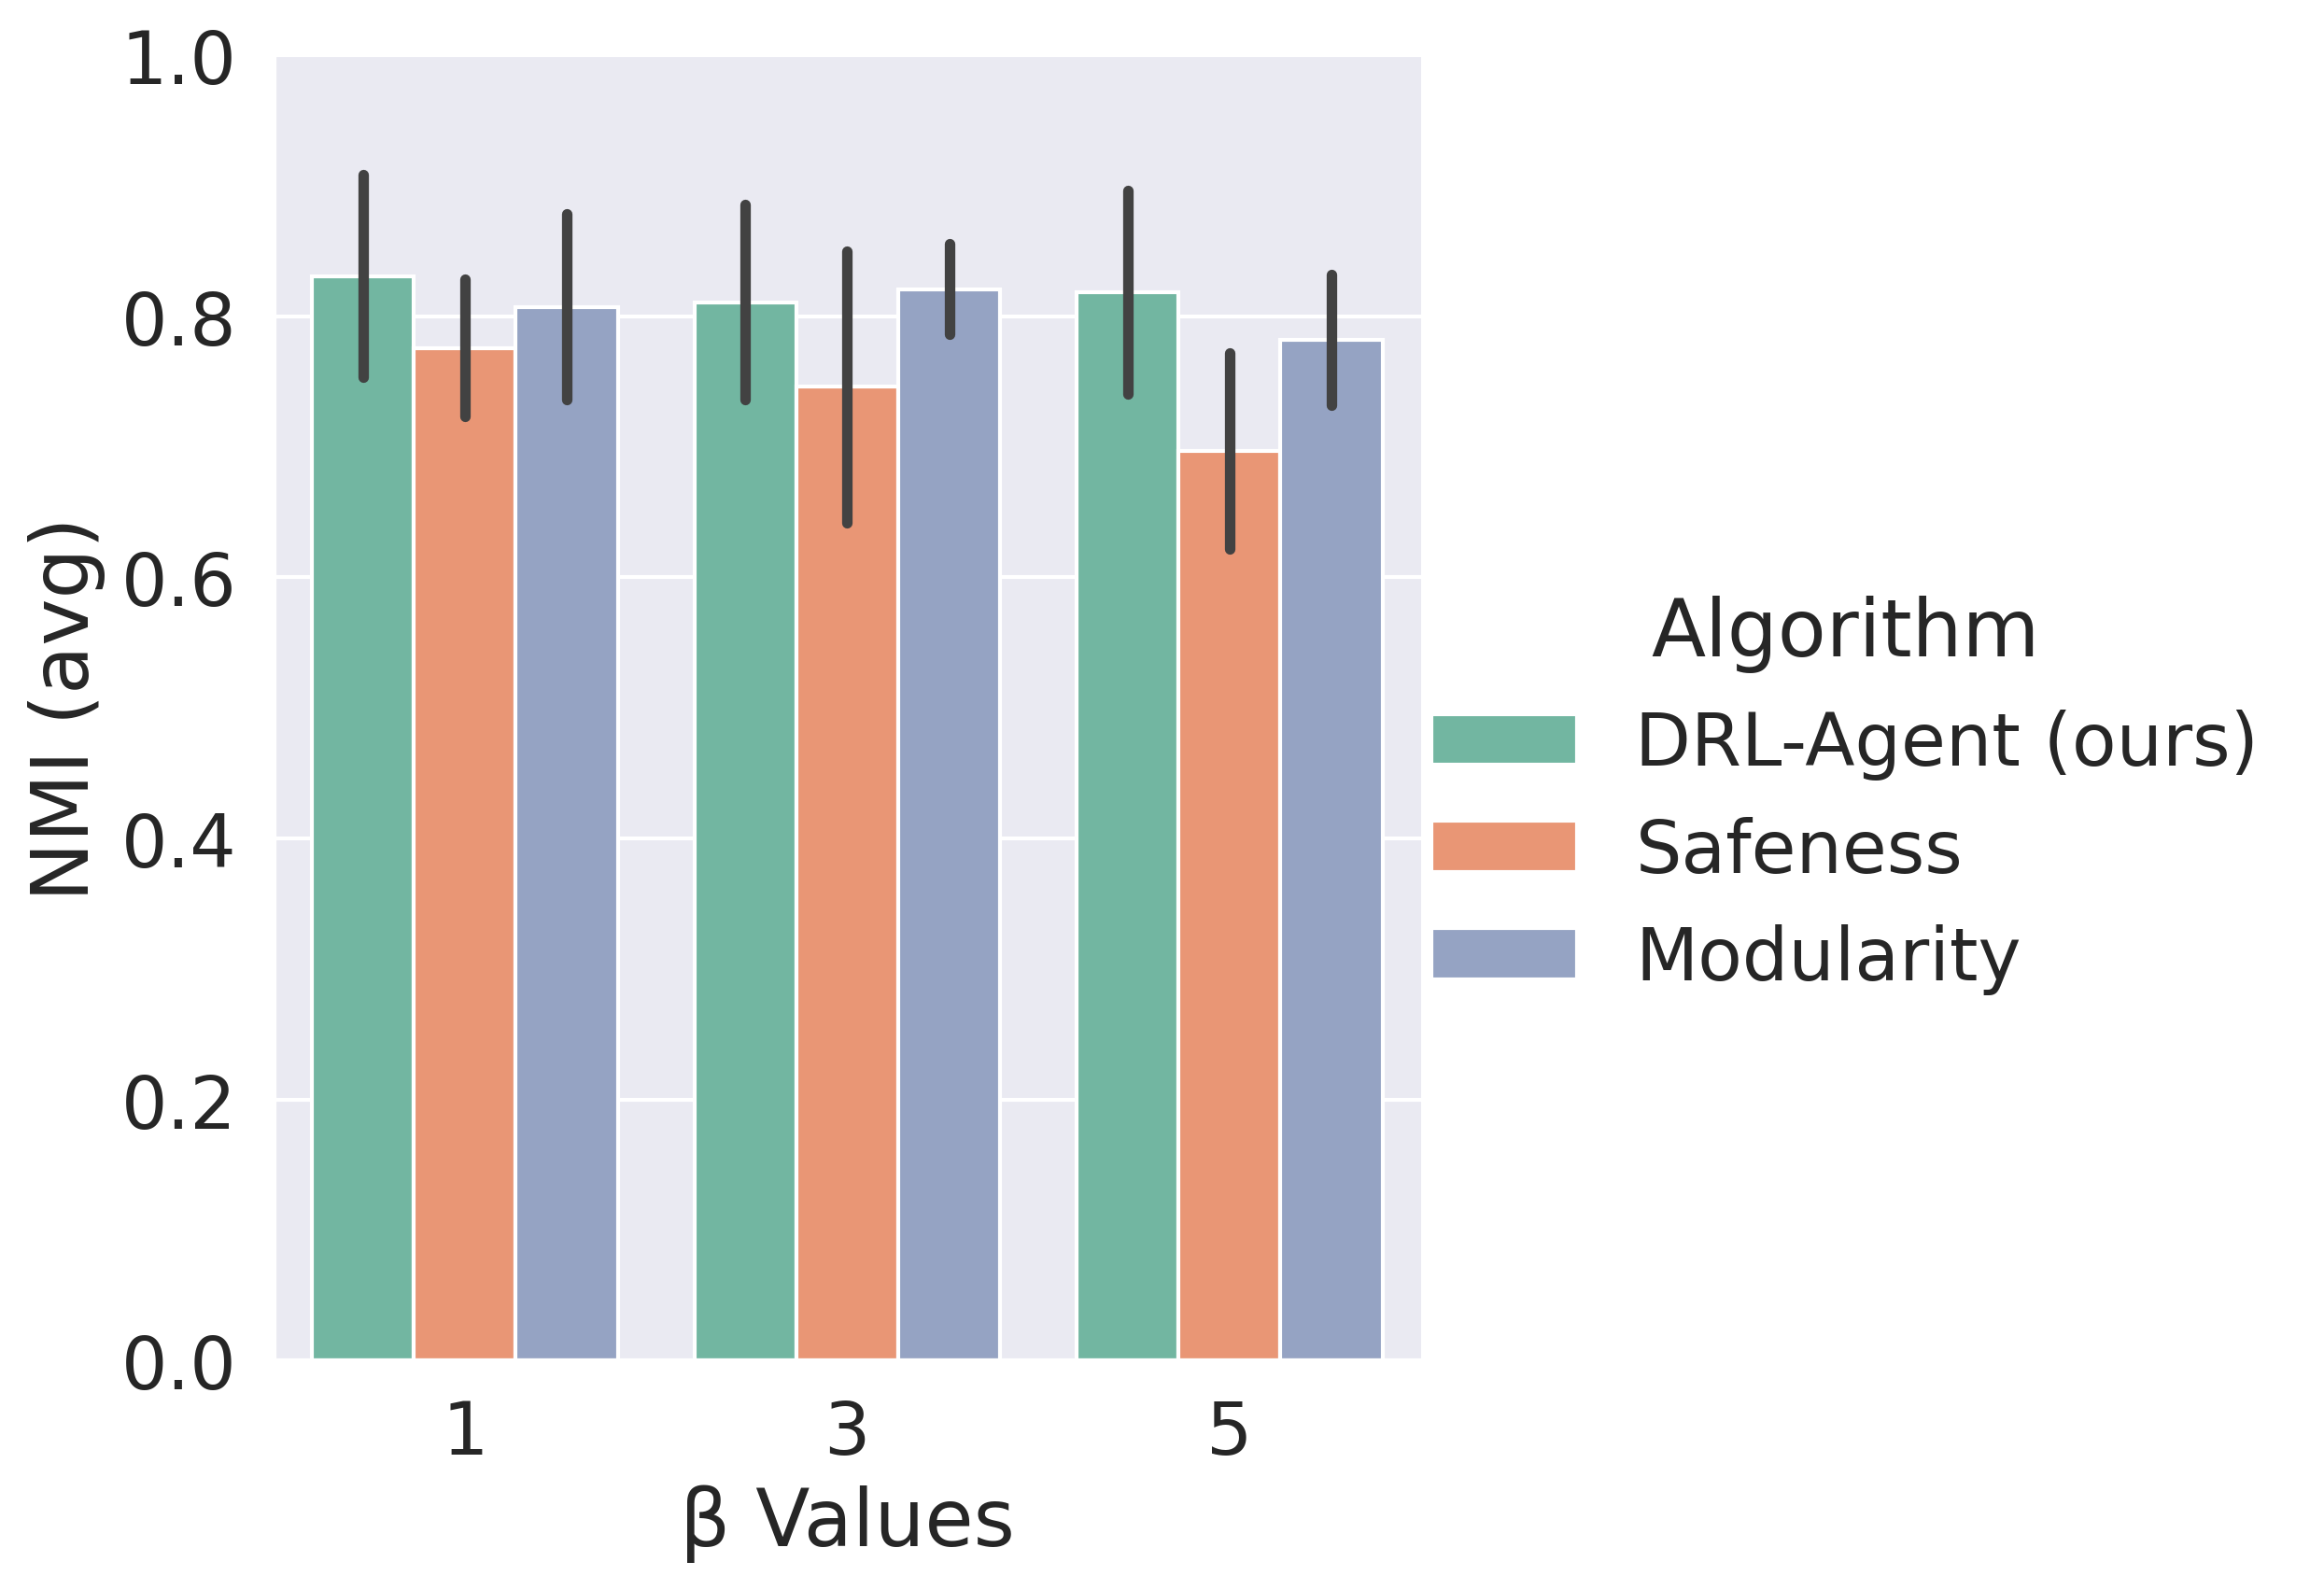 1.0
0.8
0.6
0.4
0.2
0.0
NMI (avg)
1
3
5
β Values
Algorithm
DRL-Agent (ours)
Safeness
Modularity